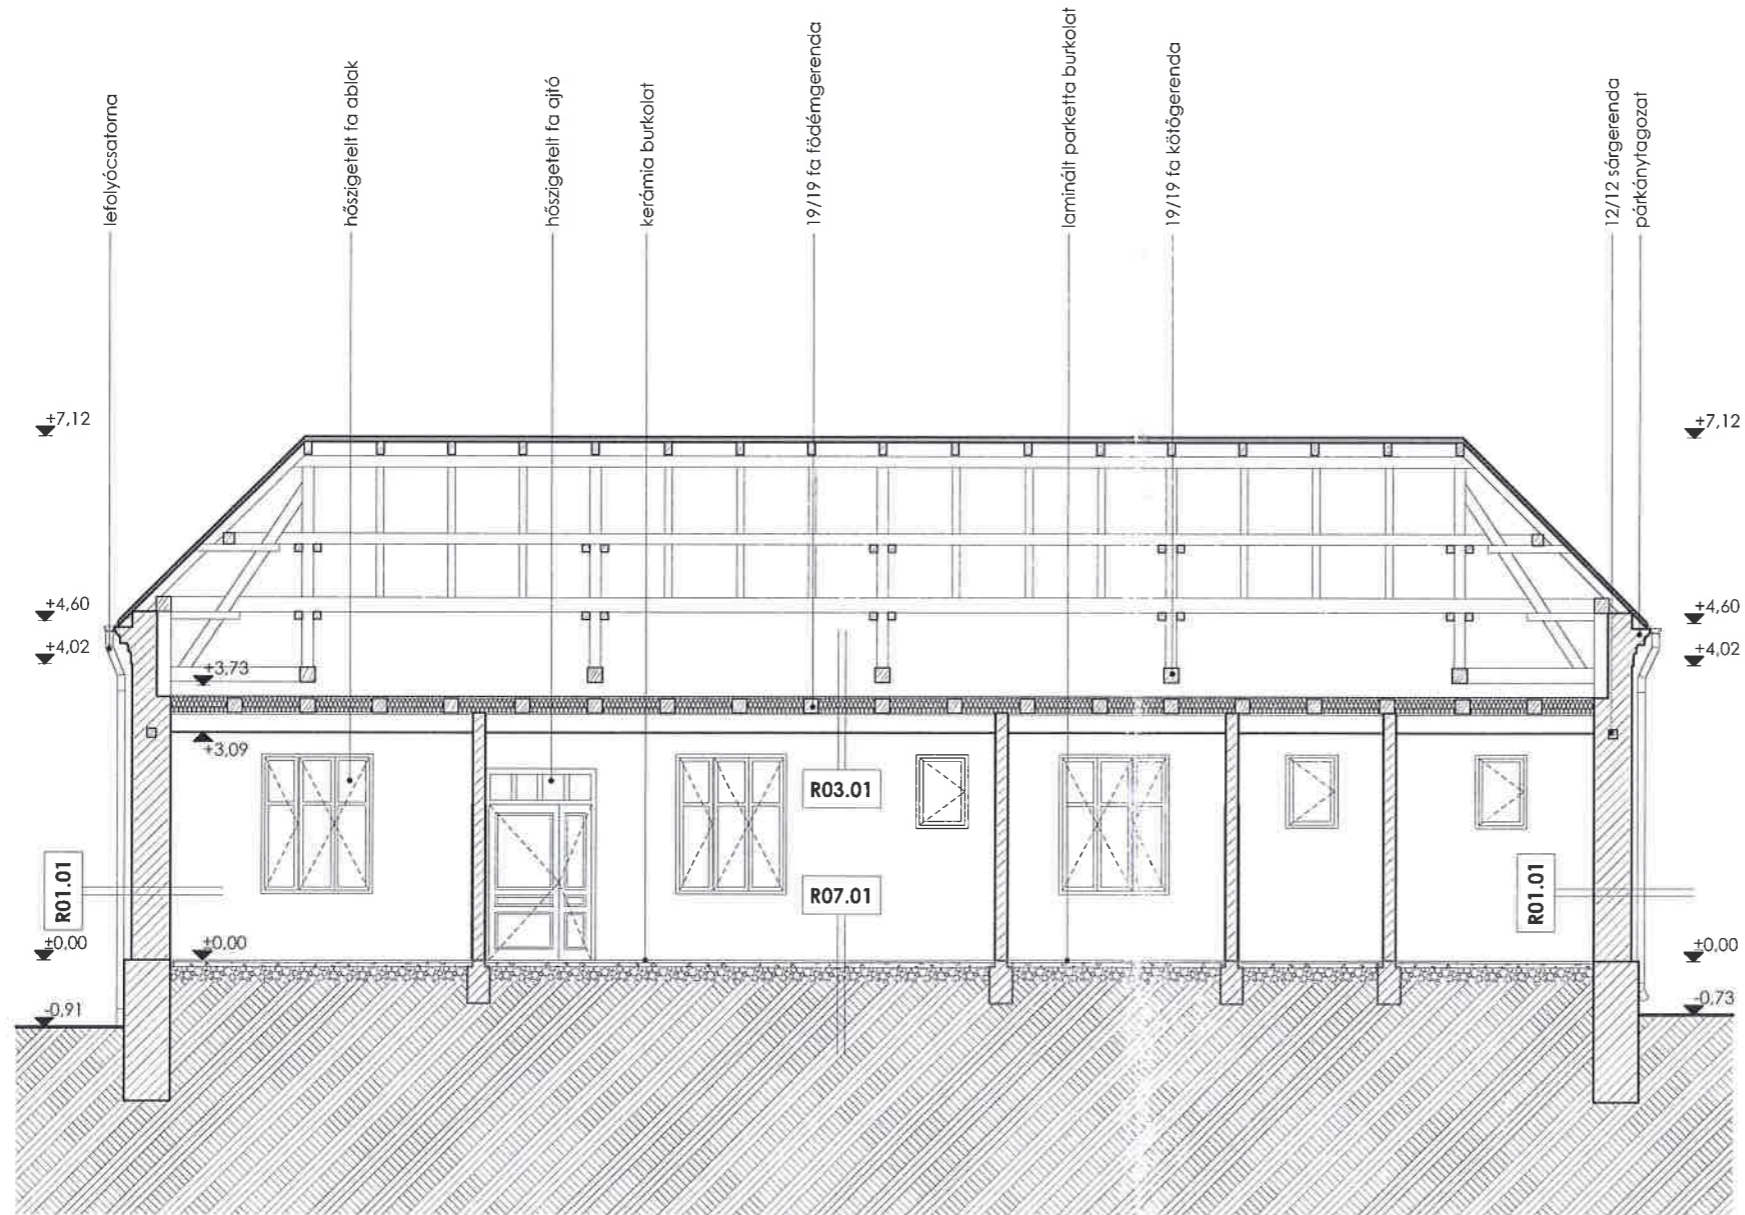 lefolyócsatorna
hőszigetelt fa ablak
hőszigetelt fa ajtó
kerámia burkolat
19/19 fa födémgerenda
laminált parketta burkolat
19/19 fa kötőgerenda
12/12 sárgerenda
párkánytagozat
+7,12
+7,12
+4,60
+4,60
+4,02
+4,02
+3,73
+3,09
R03.01
R01.01
R07.01
R01.01
±0,00
±0,00
±0,00
-0,91
-0,73